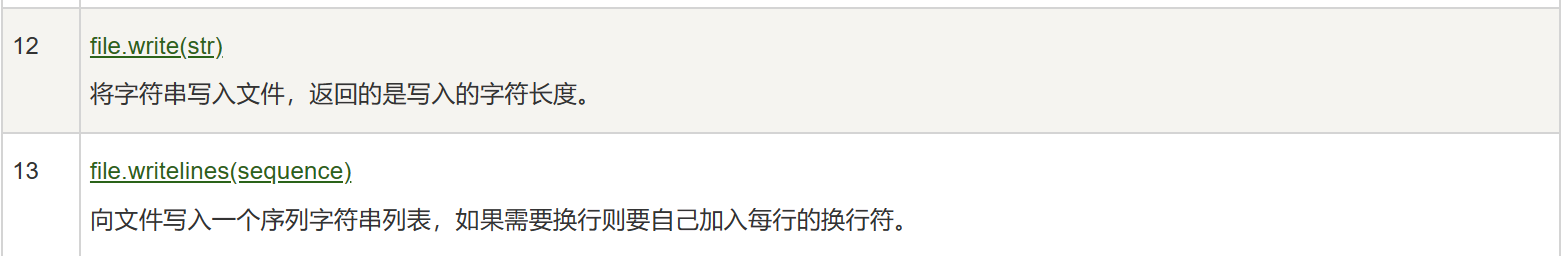 12
file.write(str)
将字符串写入文件，返回的是写入的字符长度。
13
file.writelines(sequence)
向文件写入一个序列字符串列表，如果需要换行则要自己加入每行的换行符。